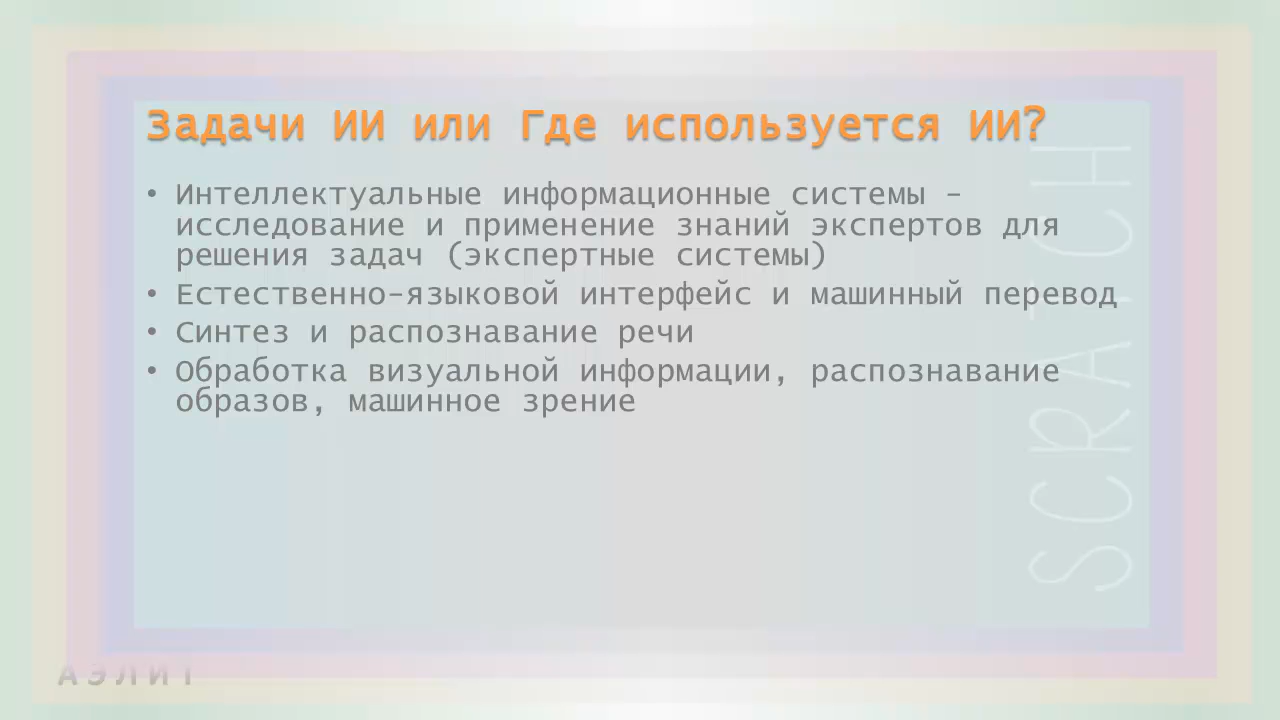 Задачи ИИ или Где используется ИИ?
• Интеллектуальные информационные системы -
исследование и применение знаний экспертов для
решения задач (экспертные системы)
• Естественно-языковой интерфейс и машинный перевод
• Синтез и распознавание речи
• Обработка визуальной информации, распознавание
образов, машинное зрение
SCRATCH
АЭЛИТ